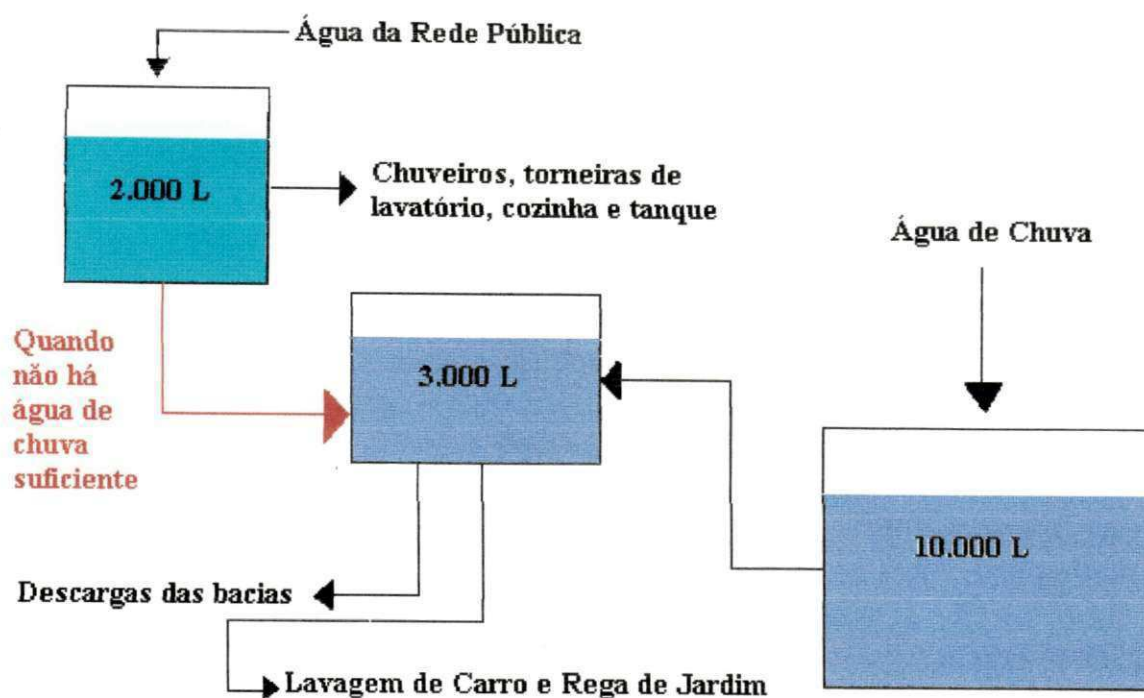 Água da Rede Pública
2.000 L
Chuveiros, torneiras de
lavatório, cozinha e tanque
Água de Chuva
Quando
não há
água de
chuva
suficiente
3.000 L
10.000 L
Descargas das bacias
Lavagem de Carro e Rega de Jardim